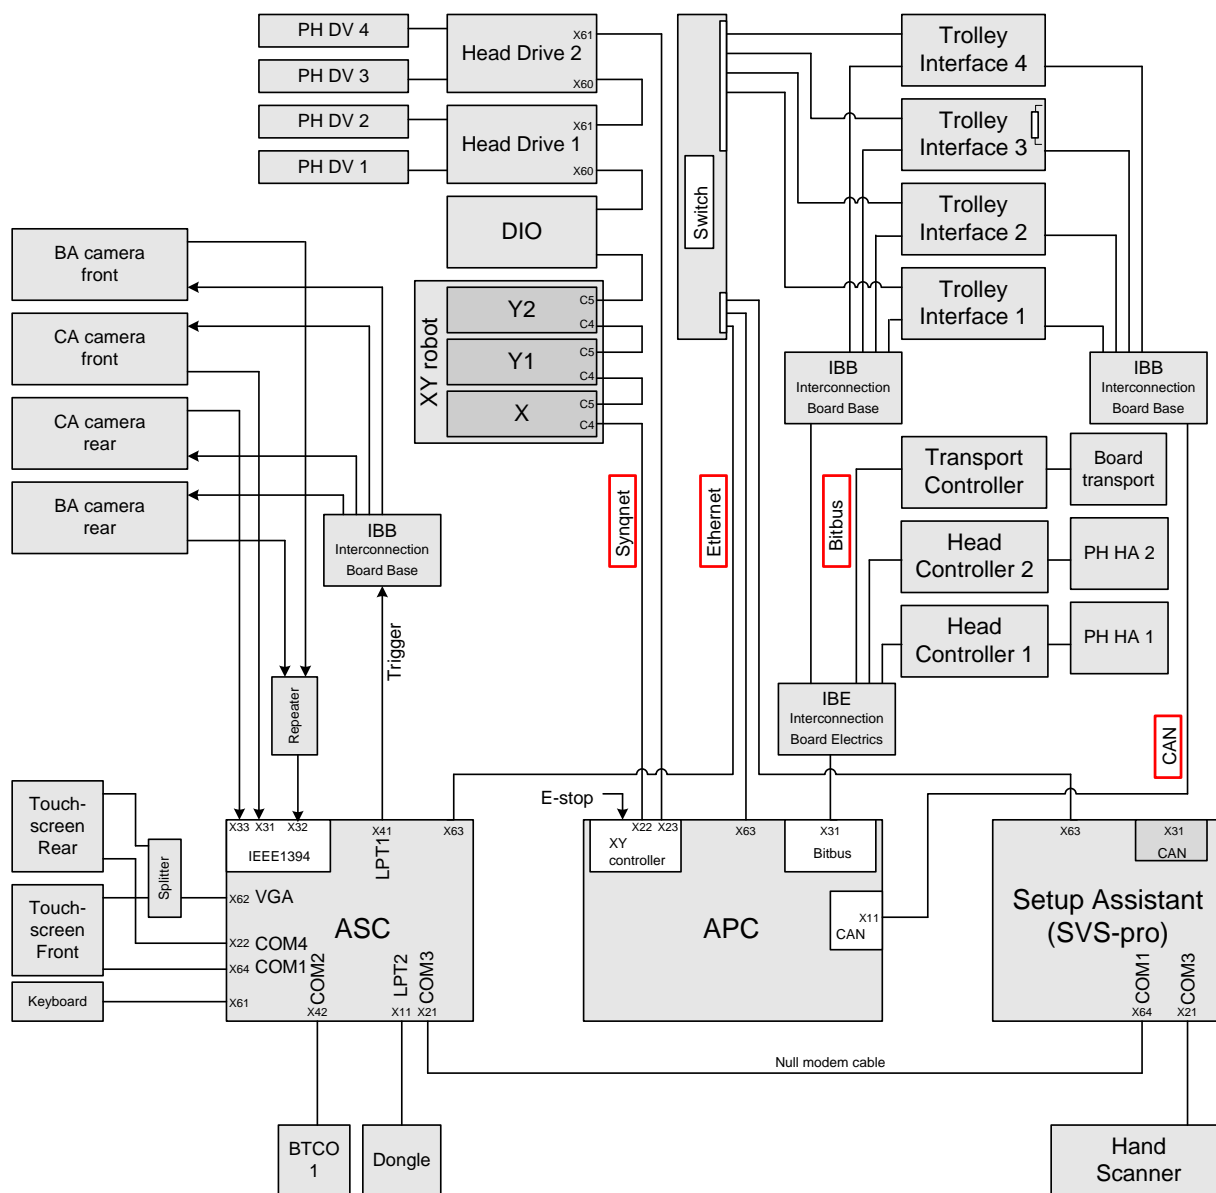 PH DV 4
PH DV 3
PH DV 2
PH DV 1
X61
Head Drive 2
X60
X61
Head Drive 1
X60
DIO
XY robot
Y2
C5
C4
Y1
C5
C4
X
C5
C4
Switch
Trolley
Interface 4
Trolley
Interface 3
Trolley
Interface 2
Trolley
Interface 1
IBB
Interconnection
Board Base
IBB
Interconnection
Board Base
BA camera
front
CA camera
front
CA camera
rear
BA camera
rear
IBB
Interconnection
Board Base
Trigger
Repeater
Synqnet
Ethernet
Bitbus
CAN
Transport
Controller
Board
transport
Head
Controller 2
PH HA 2
Head
Controller 1
PH HA 1
IBE
Interconnection
Board Electrics
Touch-
screen
Rear
Touch-
screen
Front
Keyboard
Splitter
X33
X31
X32
IEEE1394
X41
LPT1
X63
X62
VGA
ASC
X22
COM4
X64
COM1
X61
COM2
X42
LPT2
X11
COM3
X21
E-stop
X22
X23
XY
controller
X63
X31
Bitbus
APC
X11
CAN
X63
X31
CAN
Setup Assistant
(SVS-pro)
COM1
X64
COM3
X21
Null modem cable
BTCO
1
Dongle
Hand
Scanner